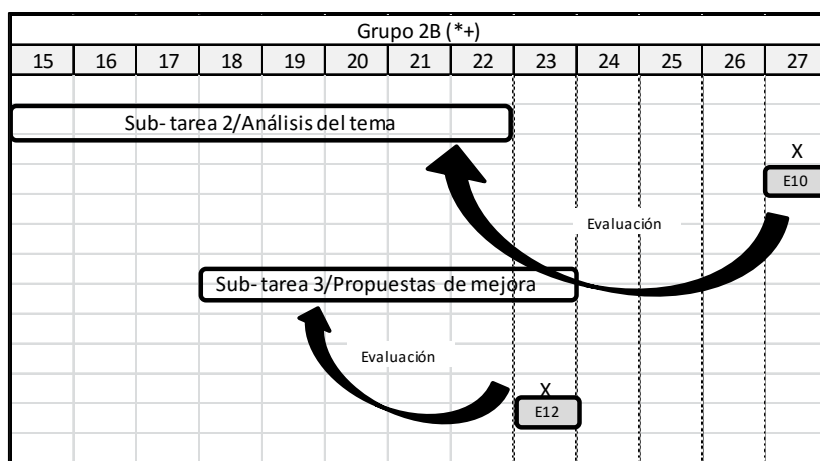 Grupo 2B (*+)
15 16 17 18 19 20 21 22 23 24 25 26 27
Sub- tarea 2/Análisis del tema
X
E10
Evaluación
Sub- tarea 3/Propuestas de mejora
Evaluación
X
E12